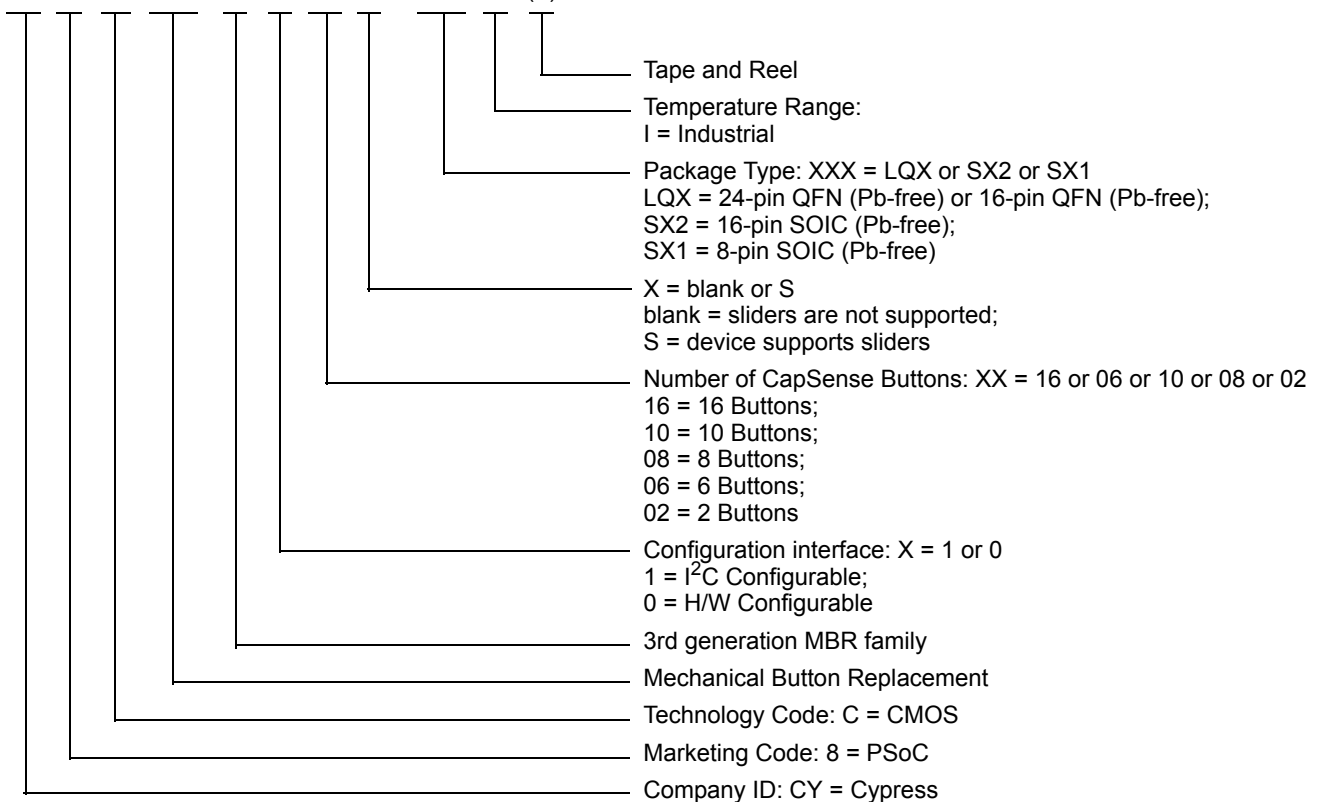 Tape and Reel
Temperature Range:
I = Industrial
Package Type: XXX = LQX or SX2 or SX1
LQX = 24-pin QFN (Pb-free) or 16-pin QFN (Pb-free);
SX2 = 16-pin SOIC (Pb-free);
SX1 = 8-pin SOIC (Pb-free)
X = blank or S
blank = sliders are not supported;
S = device supports sliders
Number of CapSense Buttons: XX = 16 or 06 or 10 or 08 or 02
16 = 16 Buttons;
10 = 10 Buttons;
08 = 8 Buttons;
06 = 6 Buttons;
02 = 2 Buttons
Configuration interface: X = 1 or 0
1 = I²C Configurable;
0 = H/W Configurable
3rd generation MBR family
Mechanical Button Replacement
Technology Code: C = CMOS
Marketing Code: 8 = PSoC
Company ID: CY = Cypress